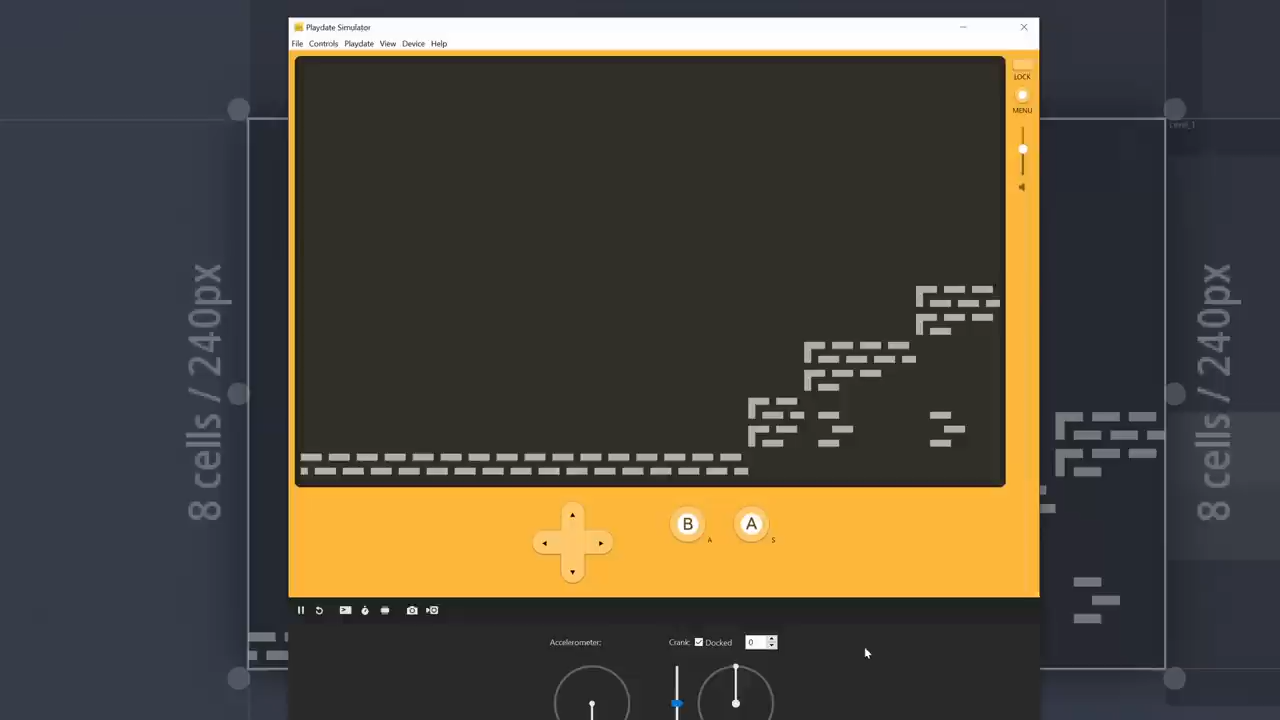 Playdate Simulator
File Controls Playdate View Device Help
LOCK
MENU
Level_1
8 cells / 240px
8 cells / 240px
B
A
A
S
Accelerometer:
Crank: Docked 0